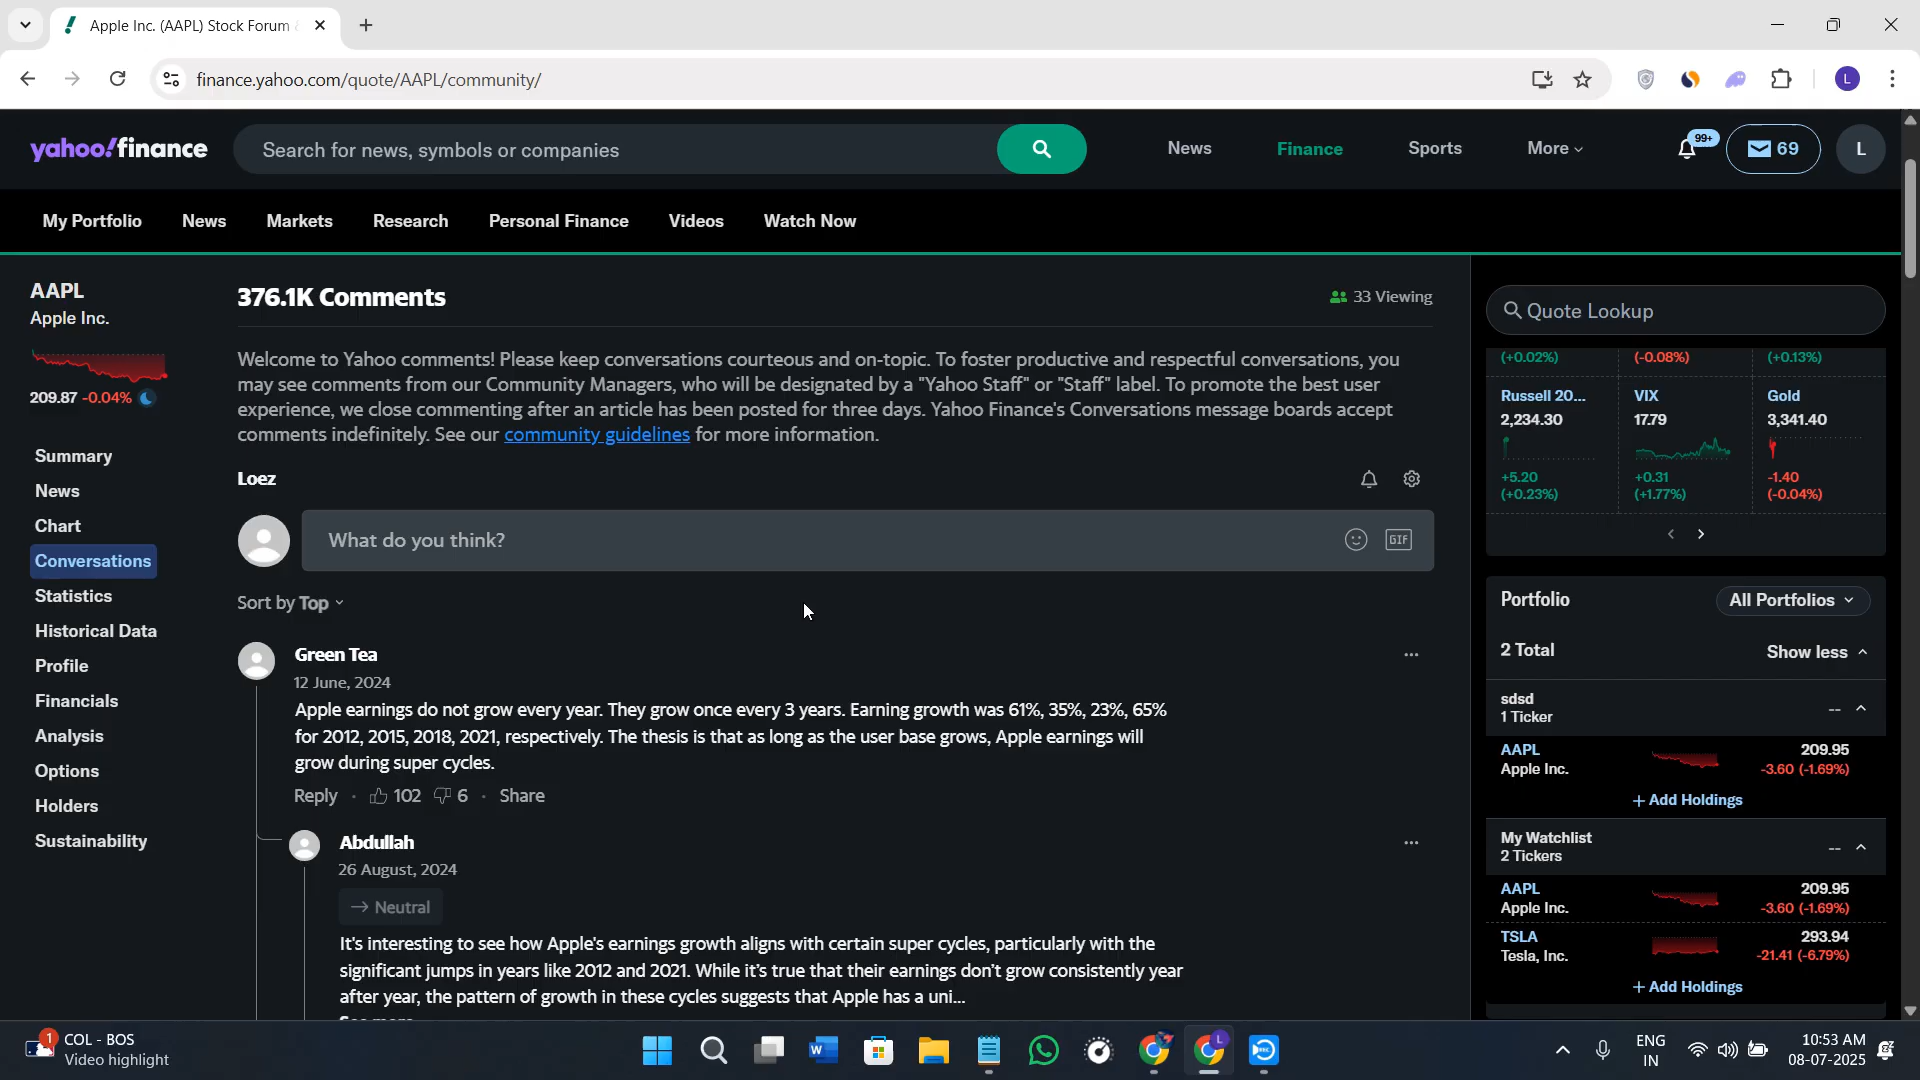 Apple Inc. (AAPL) Stock Forum
finance.yahoo.com/quote/AAPL/community/
L
yahoo!finance
Search for news, symbols or companies
News
Finance
Sports
More
99+
69
L
My Portfolio
News
Markets
Research
Personal Finance
Videos
Watch Now
AAPL
Apple Inc.
209.87 -0.04%
Summary
News
Chart
Conversations
Statistics
Historical Data
Profile
Financials
Analysis
Options
Holders
Sustainability
376.1K Comments
33 Viewing
Welcome to Yahoo comments! Please keep conversations courteous and on-topic. To foster productive and respectful conversations, you
may see comments from our Community Managers, who will be designated by a "Yahoo Staff" or "Staff" label. To promote the best user
experience, we close commenting after an article has been posted for three days. Yahoo Finance's Conversations message boards accept
comments indefinitely. See our community guidelines for more information.
Loez
What do you think?
GIF
Sort by Top
Green Tea
12 June, 2024
Apple earnings do not grow every year. They grow once every 3 years. Earning growth was 61%, 35%, 23%, 65%
for 2012, 2015, 2018, 2021, respectively. The thesis is that as long as the user base grows, Apple earnings will
grow during super cycles.
Reply · 102 6 · Share
Abdullah
26 August, 2024
→ Neutral
It's interesting to see how Apple's earnings growth aligns with certain super cycles, particularly with the
significant jumps in years like 2012 and 2021. While it's true that their earnings don't grow consistently year
after year, the pattern of growth in these cycles suggests that Apple has a uni...
Quote Lookup
(+0.02%) (-0.08%) (+0.13%)
Russell 20... VIX Gold
2,234.30 17.79 3,341.40
+5.20 +0.31 -1.40
(+0.23%) (+1.77%) (-0.04%)
Portfolio
All Portfolios
2 Total
Show less
sdsd
1 Ticker
--
AAPL 209.95
Apple Inc. -3.60 (-1.69%)
+ Add Holdings
My Watchlist
2 Tickers
--
AAPL 209.95
Apple Inc. -3.60 (-1.69%)
TSLA 293.94
Tesla, Inc. -21.41 (-6.79%)
+ Add Holdings
1
COL - BOS
Video highlight
W
L
REC
ENG
IN
10:53 AM
08-07-2025